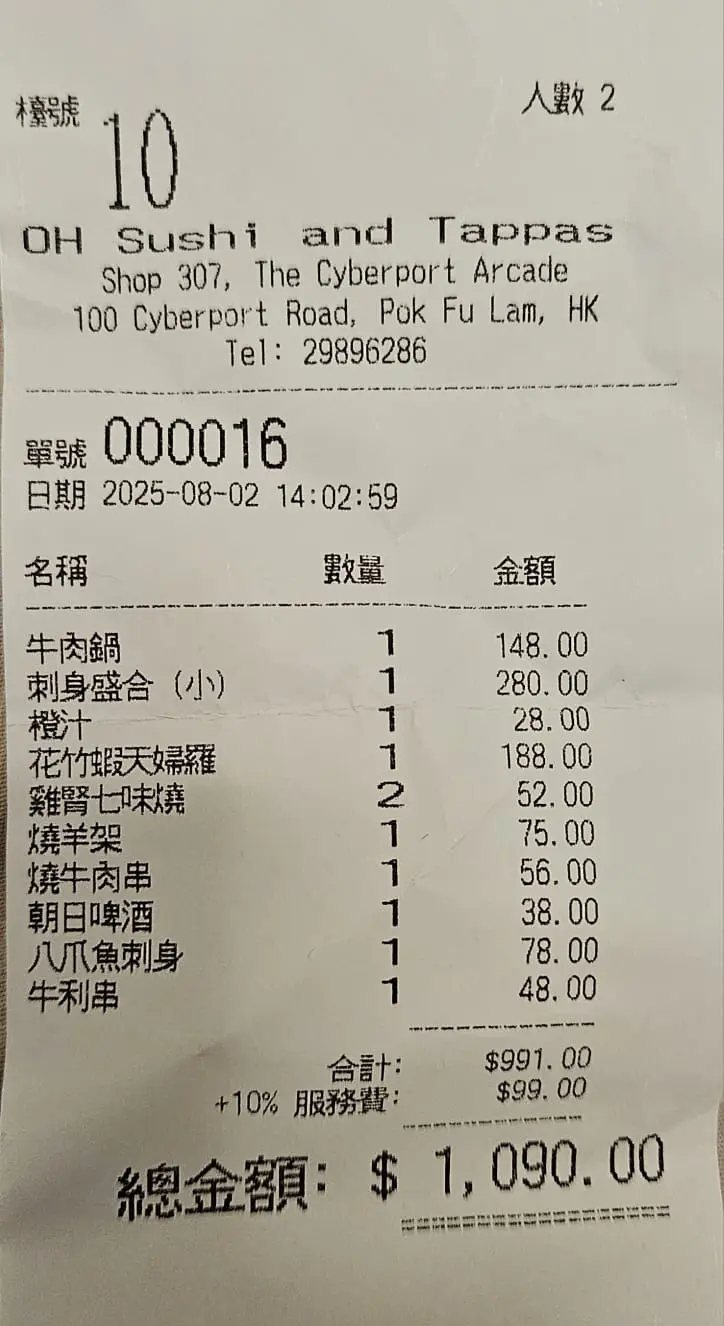 檯號 10 人數 2
OH Sushi and Tappas
Shop 307, The Cyberport Arcade
100 Cyberport Road, Pok Fu Lam, HK
Tel: 29896286
單號 000016
日期 2025-08-02 14:02:59
名稱 數量 金額
牛肉鍋 1 148.00
刺身盛合（小） 1 280.00
橙汁 1 28.00
花竹蝦天婦羅 1 188.00
雞腎七味燒 2 52.00
燒羊架 1 75.00
燒牛肉串 1 56.00
朝日啤酒 1 38.00
八爪魚刺身 1 78.00
牛利串 1 48.00
合計: $991.00
+10% 服務費: $99.00
總金額: $ 1,090.00